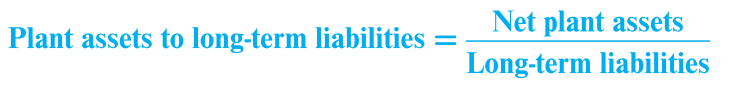 Plant assets to long-term liabilities = Net plant assets
Long-term liabilities